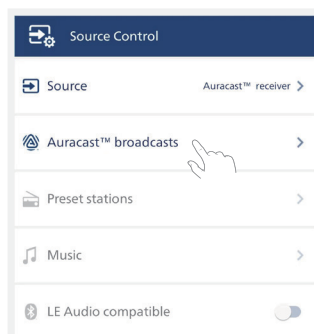 Source Control
Source Auracast™ receiver
Auracast™ broadcasts
Preset stations
Music
LE Audio compatible